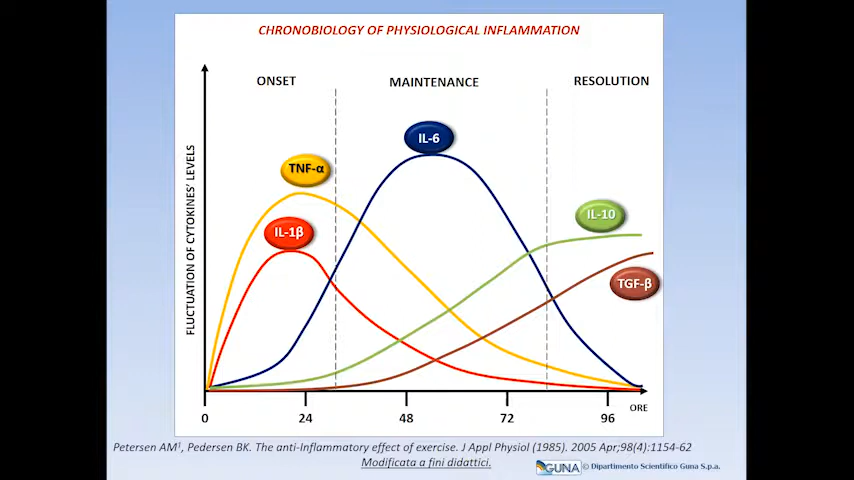 CHRONOBIOLOGY OF PHYSIOLOGICAL INFLAMMATION
ONSET
MAINTENANCE
RESOLUTION
FLUCTUATION OF CYTOKINES' LEVELS
IL-6
TNF-α
IL-1β
IL-10
TGF-β
0 24 48 72 96
ORE
Petersen AM¹, Pedersen BK. The anti-Inflammatory effect of exercise. J Appl Physiol (1985). 2005 Apr;98(4):1154-62
Modificata a fini didattici.
GUNA © Dipartimento Scientifico Guna S.p.a.